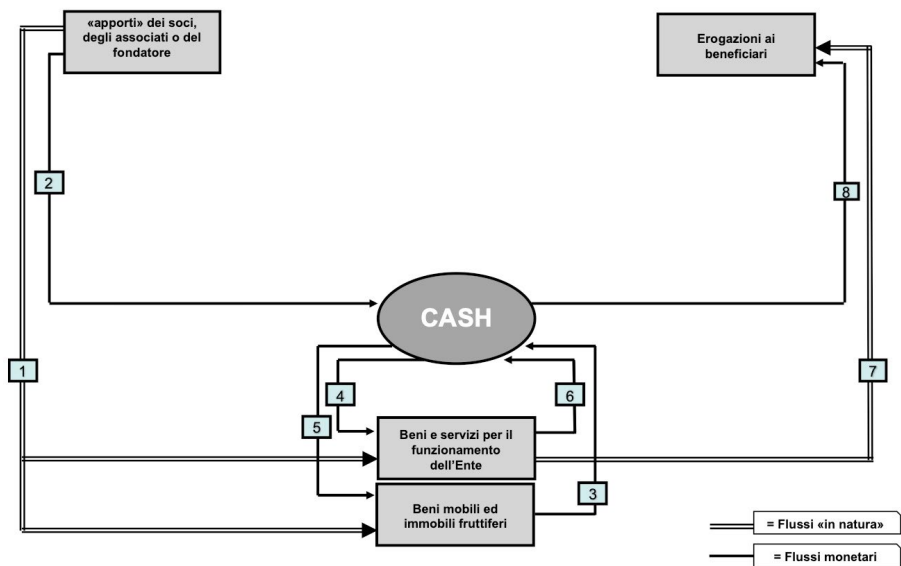 «apporti» dei soci,
degli associati o del
fondatore
Erogazioni ai
beneficiari
2
8
CASH
1
7
4
6
5
Beni e servizi per il
funzionamento
dell'Ente
3
Beni mobili ed
immobili fruttiferi
= Flussi «in natura»
= Flussi monetari